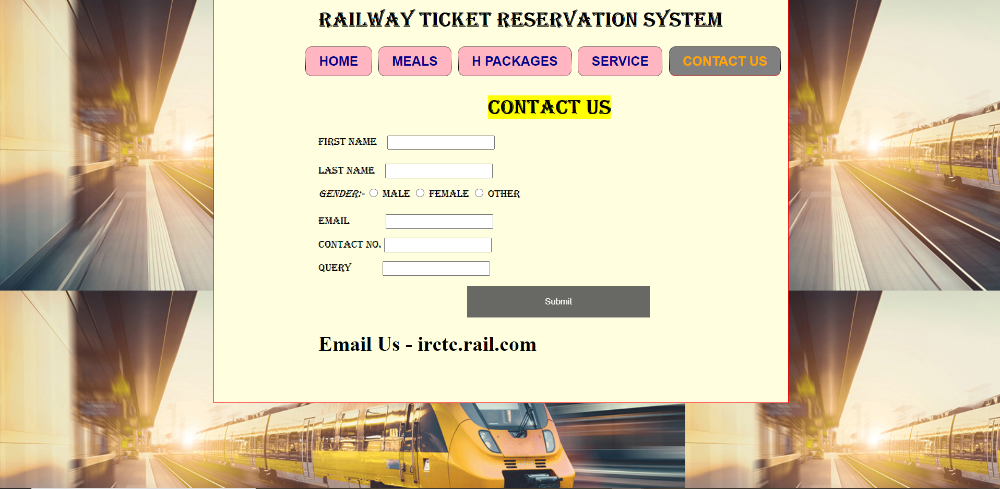 RAILWAY TICKET RESERVATION SYSTEM
HOME MEALS H PACKAGES SERVICE CONTACT US
CONTACT US
FIRST NAME
LAST NAME
GENDER:- MALE FEMALE OTHER
EMAIL
CONTACT NO.
QUERY
Submit
Email Us - irctc.rail.com